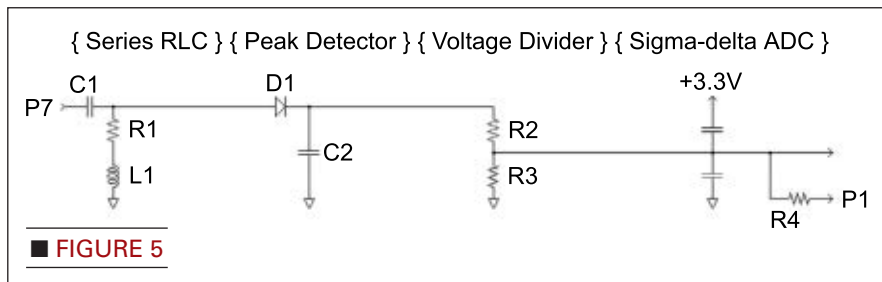 { Series RLC } { Peak Detector } { Voltage Divider } { Sigma-delta ADC }
C1
D1
+3.3V
P7
R1
R2
C2
L1
R3
P1
R4
■ FIGURE 5